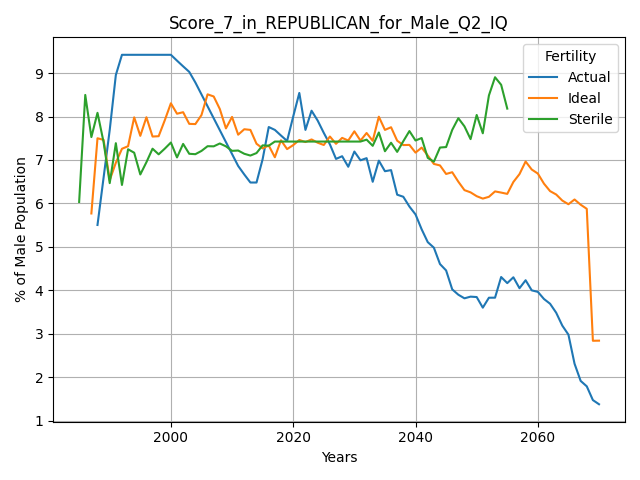 Score_7_in_REPUBLICAN_for_Male_Q2_IQ
Fertility
Actual
Ideal
Sterile
% of Male Population
9
8
7
6
5
4
3
2
1
2000 2020 2040 2060
Years